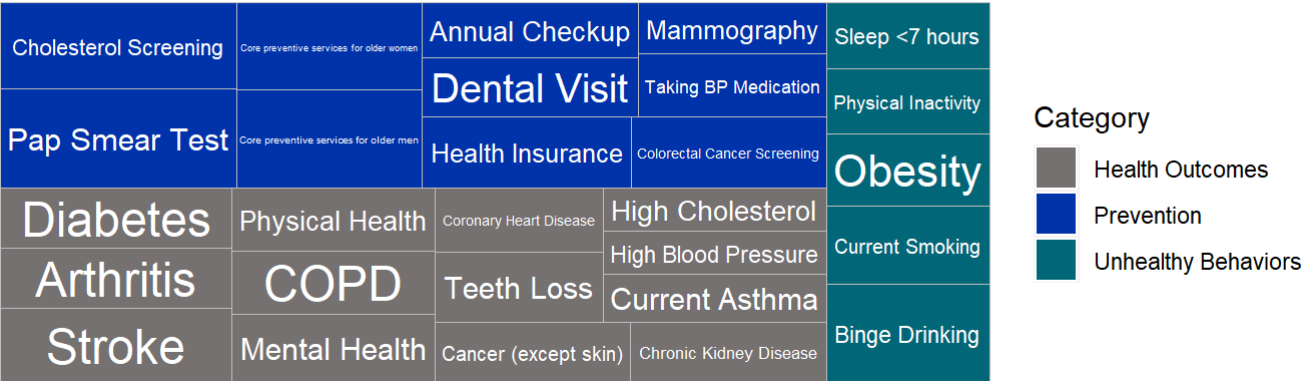 Cholesterol Screening
Core preventive services for older women
Annual Checkup
Mammography
Sleep <7 hours
Dental Visit
Taking BP Medication
Physical Inactivity
Pap Smear Test
Core preventive services for older men
Health Insurance
Colorectal Cancer Screening
Obesity
Diabetes
Physical Health
Coronary Heart Disease
High Cholesterol
High Blood Pressure
Current Smoking
Arthritis
COPD
Teeth Loss
Current Asthma
Stroke
Mental Health
Cancer (except skin)
Chronic Kidney Disease
Binge Drinking
Category
Health Outcomes
Prevention
Unhealthy Behaviors